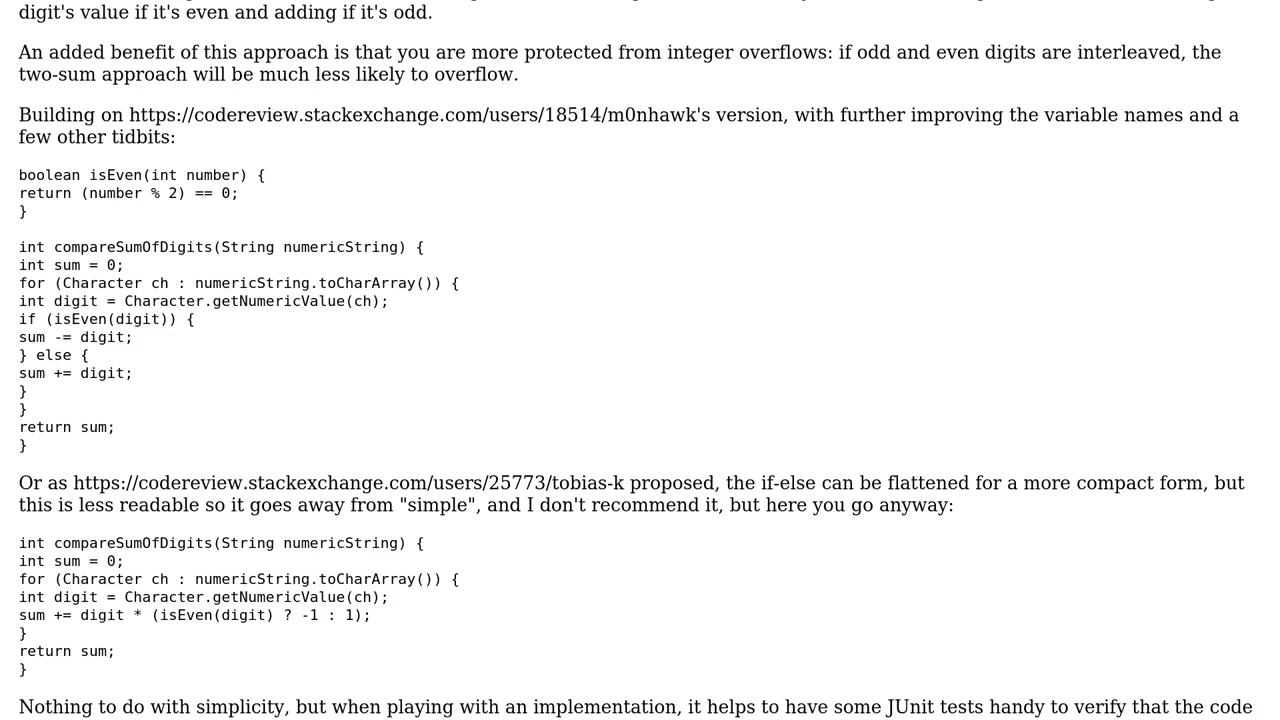 digit's value if it's even and adding if it's odd.
An added benefit of this approach is that you are more protected from integer overflows: if odd and even digits are interleaved, the
two-sum approach will be much less likely to overflow.
Building on https://codereview.stackexchange.com/users/18514/m0nhawk's version, with further improving the variable names and a
few other tidbits:
boolean isEven(int number) {
return (number % 2) == 0;
}
int compareSumOfDigits(String numericString) {
int sum = 0;
for (Character ch : numericString.toCharArray()) {
int digit = Character.getNumericValue(ch);
if (isEven(digit)) {
sum -= digit;
} else {
sum += digit;
}
}
return sum;
}
Or as https://codereview.stackexchange.com/users/25773/tobias-k proposed, the if-else can be flattened for a more compact form, but
this is less readable so it goes away from "simple", and I don't recommend it, but here you go anyway:
int compareSumOfDigits(String numericString) {
int sum = 0;
for (Character ch : numericString.toCharArray()) {
int digit = Character.getNumericValue(ch);
sum += digit * (isEven(digit) ? -1 : 1);
}
return sum;
}
Nothing to do with simplicity, but when playing with an implementation, it helps to have some JUnit tests handy to verify that the code